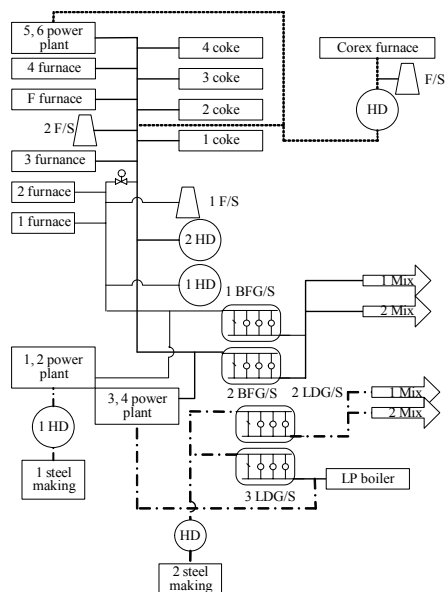 5, 6 power
plant
4 furnace
F furnace
2 F/S
3 furnance
2 furnace
1 furnace
4 coke
3 coke
2 coke
1 coke
Corex furnace
F/S
HD
1 F/S
2 HD
1 HD
1 BFG/S
1 Mix
2 Mix
2 BFG/S
1, 2 power
plant
3, 4 power
plant
1 HD
1 steel
making
2 LDG/S
1 Mix
2 Mix
3 LDG/S
LP boiler
HD
2 steel
making